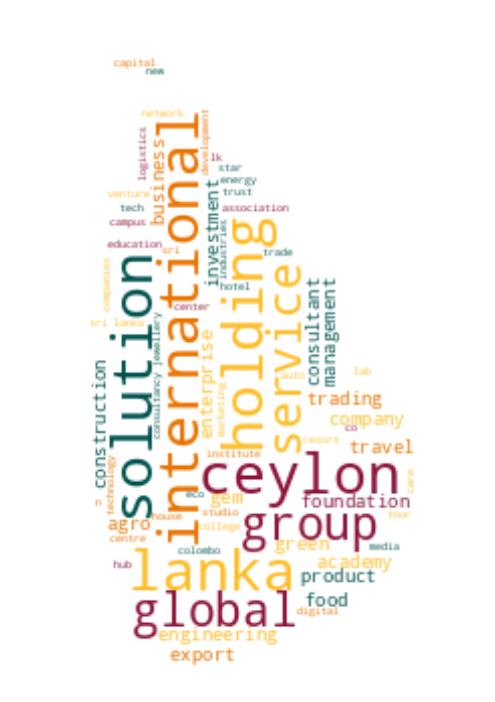 capital
new
network
international
development
business
logistics
lk
star
energy
investment
trust
venture
tech
association
campus
holding
industries
education
sri
trade
solution
companies
service
consultant
management
hotel
center
jewellery
sri lanka
enterprise
consultancy
construction
auto
lab
marketing
trading
company
co
resort
travel
institute
ceylon
technology
care
eco
gem
foundation
n
group
studio
house
tour
agro
college
centre
green
media
colombo
lanka
academy
hub
product
global
food
digital
engineering
export